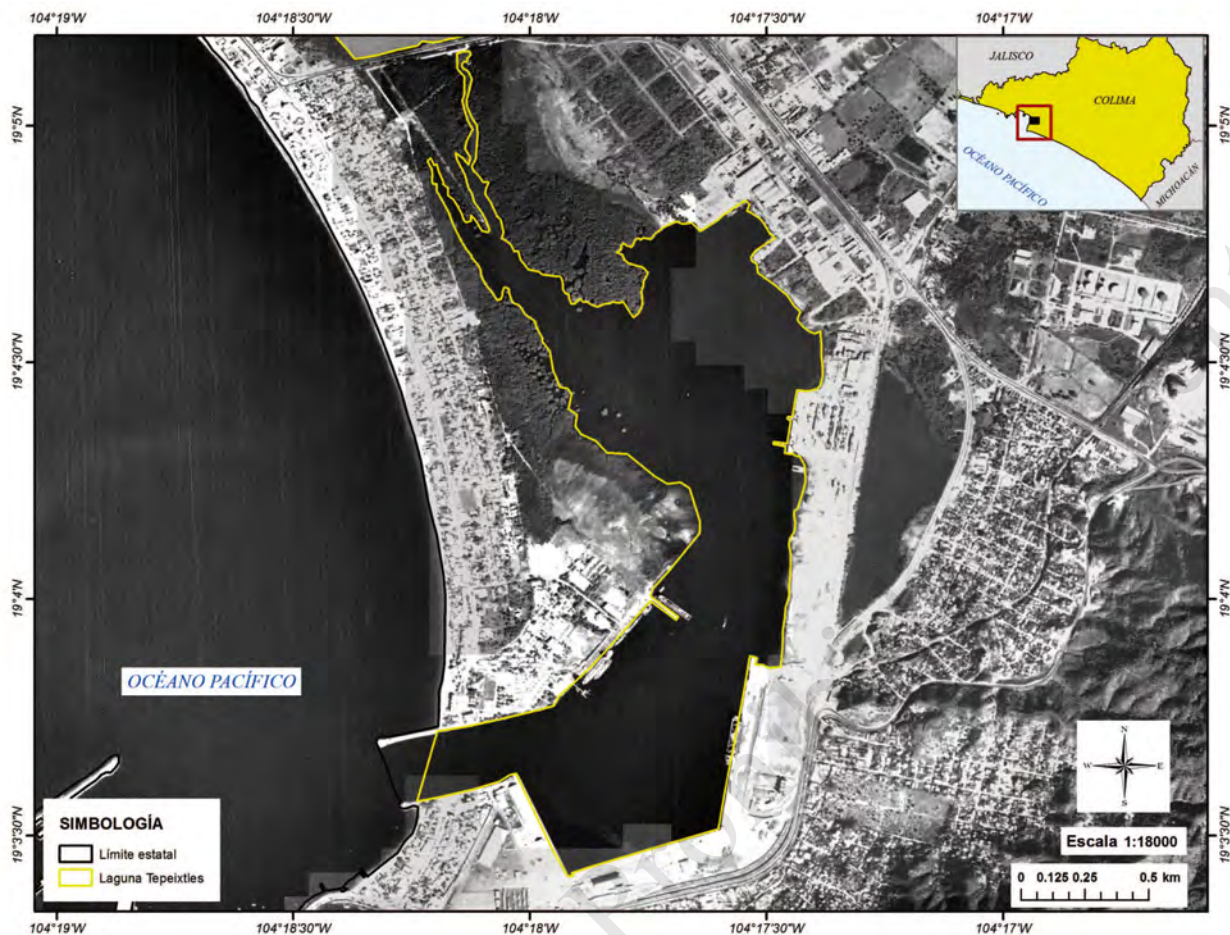 104°19'W 104°18'30"W 104°18'W 104°17'30"W 104°17'W
JALISCO
COLIMA
OCÉANO PACÍFICO
MICHOACÁN
19°5'N
19°5'N
19°4'30"N
19°4'30"N
19°4'N
19°4'N
OCÉANO PACÍFICO
N
W E
S
SIMBOLOGÍA
Límite estatal
Laguna Tepeixtles
19°3'30"N
19°3'30"N
Escala 1:18000
0 0.125 0.25 0.5 km
104°19'W 104°18'30"W 104°18'W 104°17'30"W 104°17'W